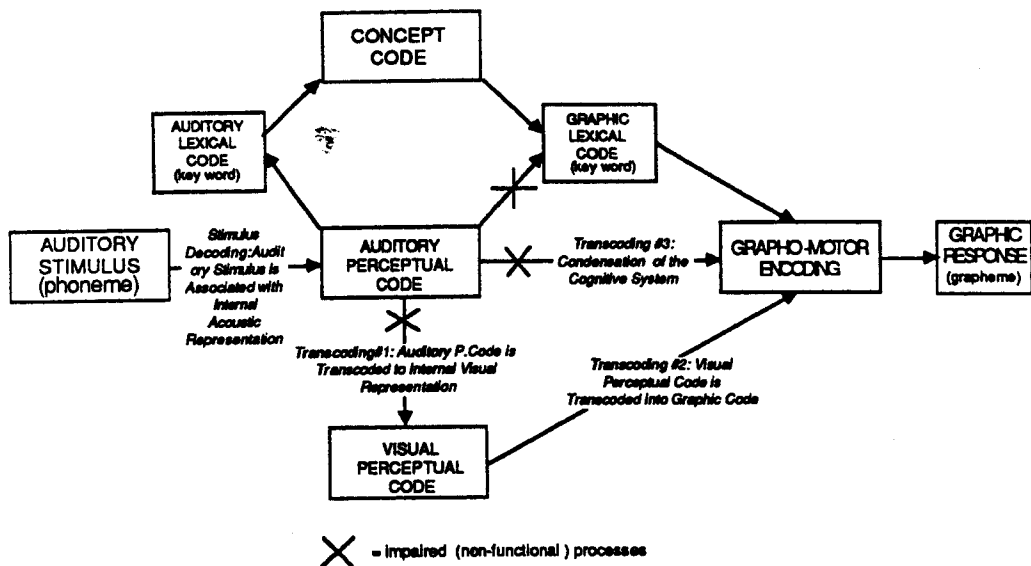 CONCEPT
CODE
AUDITORY
LEXICAL
CODE
(key word)
GRAPHIC
LEXICAL
CODE
(key word)
AUDITORY
STIMULUS
(phoneme)
Stimulus
Decoding:Audit
ory Stimulus is
Associated with
Internal
Acoustic
Representation
AUDITORY
PERCEPTUAL
CODE
Transcoding #3:
Condensation of the
Cognitive System
GRAPHO-MOTOR
ENCODING
GRAPHIC
RESPONSE
(grapheme)
Transcoding#1: Auditory P.Code is
Transcoded to Internal Visual
Representation
Transcoding #2: Visual
Perceptual Code is
Transcoded into Graphic Code
VISUAL
PERCEPTUAL
CODE
= impaired (non-functional) processes